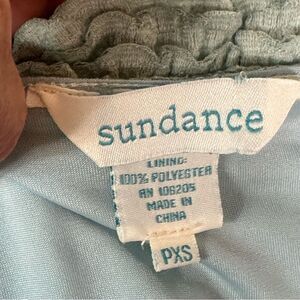 sundance
LINING:
100% POLYESTER
RN 106205
MADE IN
CHINA
PXS